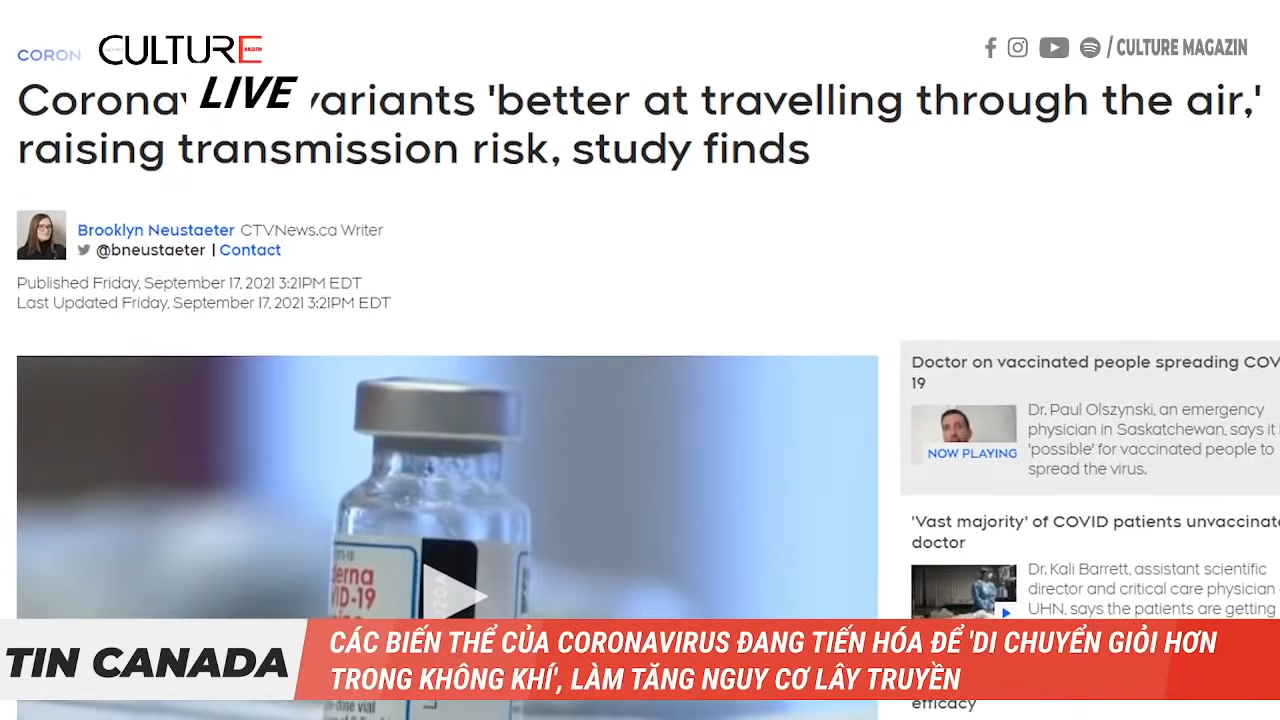 CORON
CULTURE
MAGAZIN
LIVE
/CULTURE MAGAZIN
Corona variants 'better at travelling through the air,'
raising transmission risk, study finds
Brooklyn Neustaeter CTVNews.ca Writer
@bneustaeter | Contact
Published Friday, September 17, 2021 3:21PM EDT
Last Updated Friday, September 17, 2021 3:21PM EDT
Doctor on vaccinated people spreading COV
19
Dr. Paul Olszynski, an emergency
physician in Saskatchewan, says it i
'possible' for vaccinated people to
spread the virus.
NOW PLAYING
'Vast majority' of COVID patients unvaccinate
doctor
Dr. Kali Barrett, assistant scientific
director and critical care physician
UHN, says the patients are getting
efficacy
erna
VID-19
TIN CANADA
CÁC BIẾN THỂ CỦA CORONAVIRUS ĐANG TIẾN HÓA ĐỂ 'DI CHUYỂN GIỎI HƠN
TRONG KHÔNG KHÍ', LÀM TĂNG NGUY CƠ LÂY TRUYỀN